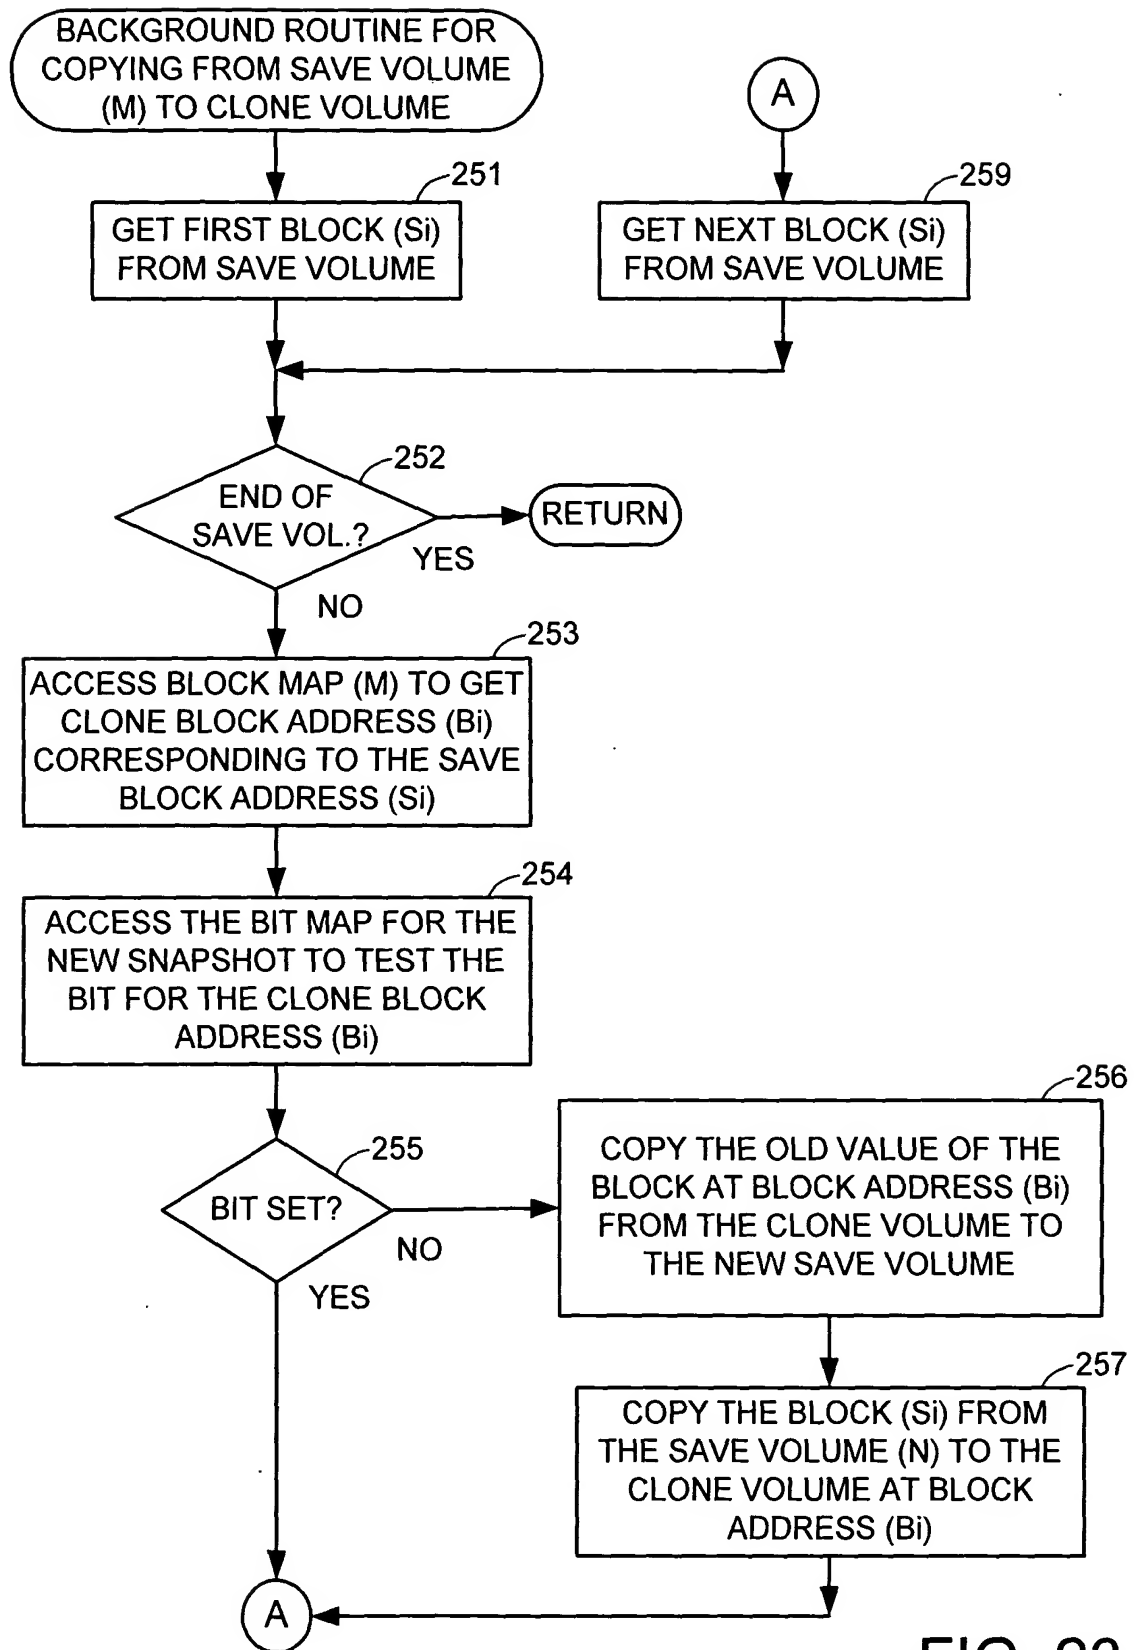 BACKGROUND ROUTINE FOR
COPYING FROM SAVE VOLUME
(M) TO CLONE VOLUME
A
251
GET FIRST BLOCK (Si)
FROM SAVE VOLUME
259
GET NEXT BLOCK (Si)
FROM SAVE VOLUME
252
END OF
SAVE VOL.?
YES
RETURN
NO
253
ACCESS BLOCK MAP (M) TO GET
CLONE BLOCK ADDRESS (Bi)
CORRESPONDING TO THE SAVE
BLOCK ADDRESS (Si)
254
ACCESS THE BIT MAP FOR THE
NEW SNAPSHOT TO TEST THE
BIT FOR THE CLONE BLOCK
ADDRESS (Bi)
255
BIT SET?
NO
YES
256
COPY THE OLD VALUE OF THE
BLOCK AT BLOCK ADDRESS (Bi)
FROM THE CLONE VOLUME TO
THE NEW SAVE VOLUME
257
COPY THE BLOCK (Si) FROM
THE SAVE VOLUME (N) TO THE
CLONE VOLUME AT BLOCK
ADDRESS (Bi)
A
FIG.